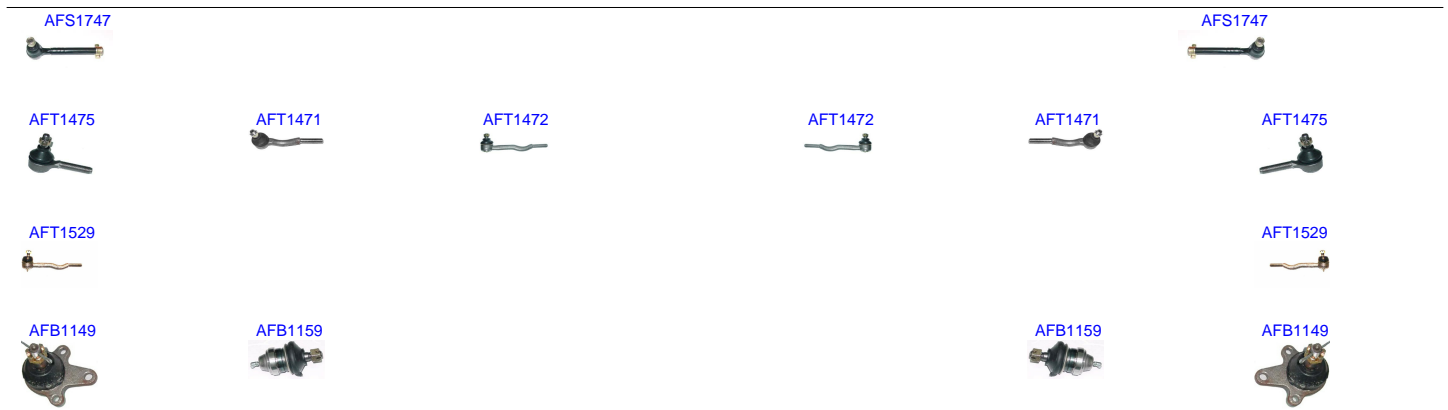 AFS1747 AFS1747
AFT1475 AFT1471 AFT1472 AFT1472 AFT1471 AFT1475
AFT1529 AFT1529
AFB1149 AFB1159 AFB1159 AFB1149